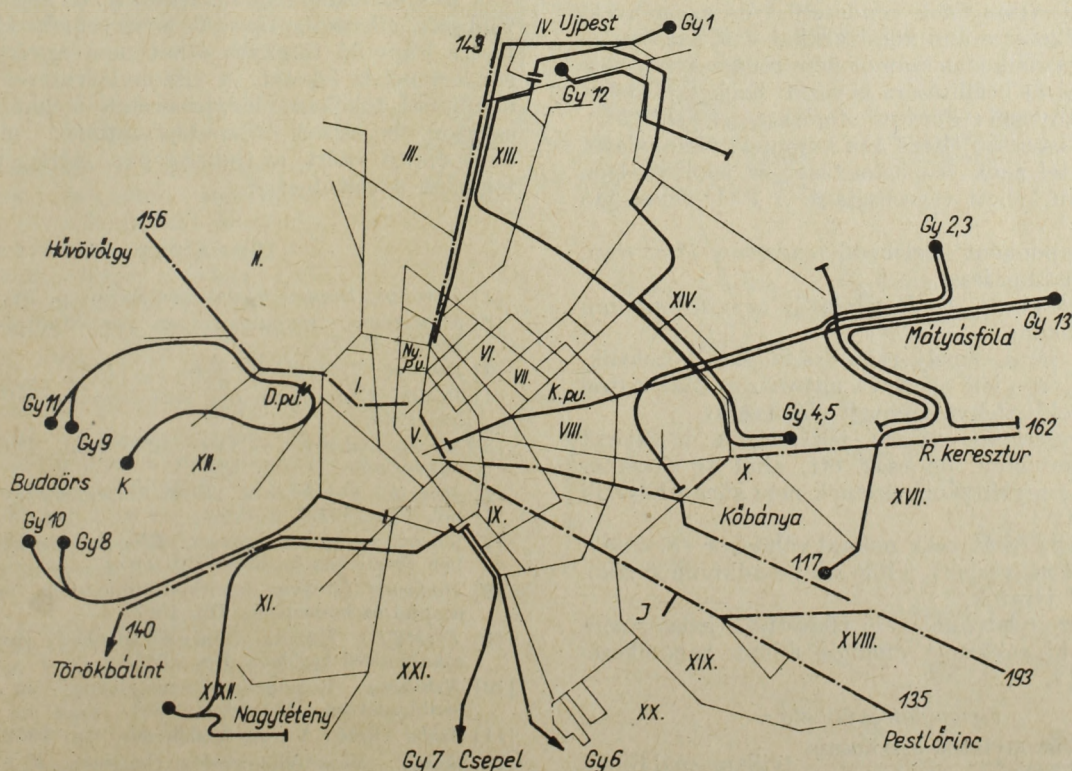 IV. Ujpest
Gy 1
143
Gy 12
III.
XIII.
156
Hűvövőlgy
II.
Gy 2,3
XIV.
Gy 13
Mátyásföld
Ny. pu.
VI.
VII.
I.
D.pu.
K.pu.
Gy 11
Gy 9
V.
VIII.
Gy 4,5
162
X.
R. keresztur
XII.
Budaörs
K
XVII.
IX.
Kőbánya
Gy 10
Gy 8
117
XI.
J
XVIII.
140
Törökbálint
XXI.
XIX.
193
XXII.
Nagytétény
XX.
135
Pestlőrinc
Gy 7
Csepel
Gy 6